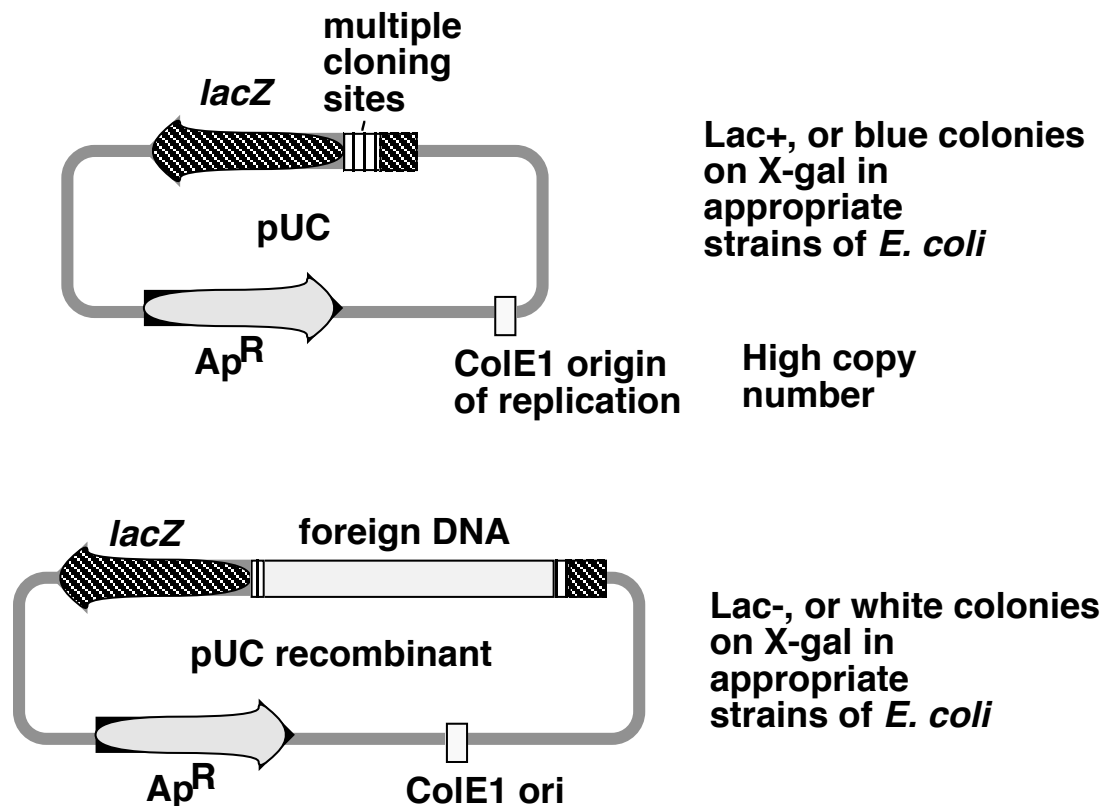 multiple
cloning
sites
lacZ
Lac+, or blue colonies
on X-gal in
appropriate
strains of E. coli
pUC
ApR
ColE1 origin
of replication
High copy
number
lacZ
foreign DNA
Lac-, or white colonies
on X-gal in
appropriate
strains of E. coli
pUC recombinant
ApR
ColE1 ori